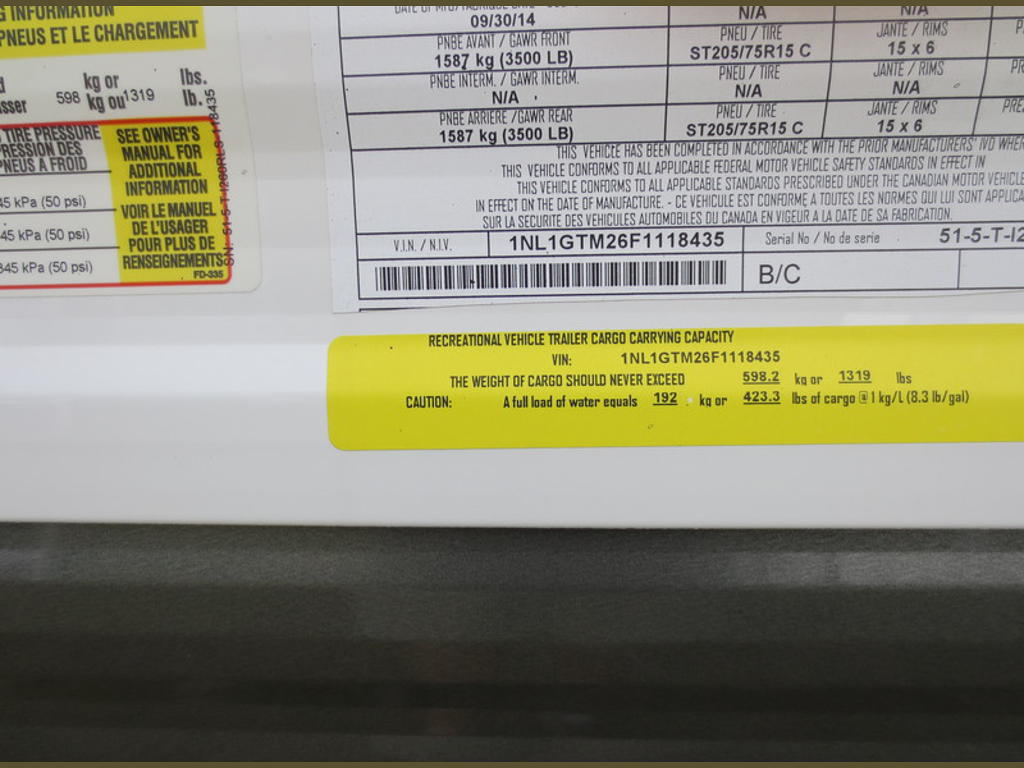 G INFORMATION
PNEUS ET LE CHARGEMENT
kg or lbs.
sser 598 kg ou 1319 lb.
TIRE PRESSURE
PRESSION DES
PNEUS A FROID
45 kPa (50 psi)
45 kPa (50 psi)
345 kPa (50 psi)
SEE OWNER'S
MANUAL FOR
ADDITIONAL
INFORMATION
VOIR LE MANUEL
DE L'USAGER
POUR PLUS DE
RENSEIGNEMENTS
FD-335
SN: 51-5-T-I260RLS-118435
09/30/14 N/A N/A
PNBE AVANT / GAWR FRONT PNEU / TIRE JANTE / RIMS
1587 kg (3500 LB) ST205/75R15 C 15 x 6
PNBE INTERM. / GAWR INTERM. PNEU / TIRE JANTE / RIMS
N/A N/A N/A
PNBE ARRIERE /GAWR REAR PNEU / TIRE JANTE / RIMS
1587 kg (3500 LB) ST205/75R15 C 15 x 6
THIS VEHICLE HAS BEEN COMPLETED IN ACCORDANCE WITH THE PRIOR MANUFACTURERS' IVD WHER
THIS VEHICLE CONFORMS TO ALL APPLICABLE FEDERAL MOTOR VEHICLE SAFETY STANDARDS IN EFFECT IN
THIS VEHICLE CONFORMS TO ALL APPLICABLE STANDARDS PRESCRIBED UNDER THE CANADIAN MOTOR VEHICLE
IN EFFECT ON THE DATE OF MANUFACTURE. - CE VEHICULE EST CONFORME A TOUTES LES NORMES QUI LUI SONT APPLICA
SUR LA SECURITE DES VEHICULES AUTOMOBILES DU CANADA EN VIGEUR A LA DATE DE SA FABRICATION.
V.I.N. / N.I.V. 1NL1GTM26F1118435 Serial No / No de serie 51-5-T-I2
B/C
RECREATIONAL VEHICLE TRAILER CARGO CARRYING CAPACITY
VIN: 1NL1GTM26F1118435
THE WEIGHT OF CARGO SHOULD NEVER EXCEED 598.2 kg or 1319 lbs
CAUTION: A full load of water equals 192 kg or 423.3 lbs of cargo @ 1 kg/L (8.3 lb/gal)